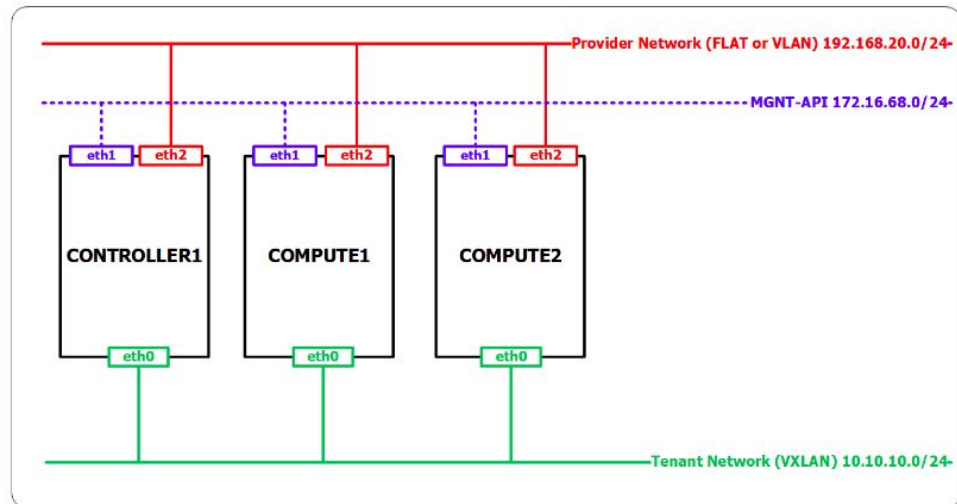 Provider Network (FLAT or VLAN) 192.168.20.0/24
MGNT-API 172.16.68.0/24
eth1 eth2 eth1 eth2 eth1 eth2
CONTROLLER1 COMPUTE1 COMPUTE2
eth0 eth0 eth0
Tenant Network (VXLAN) 10.10.10.0/24